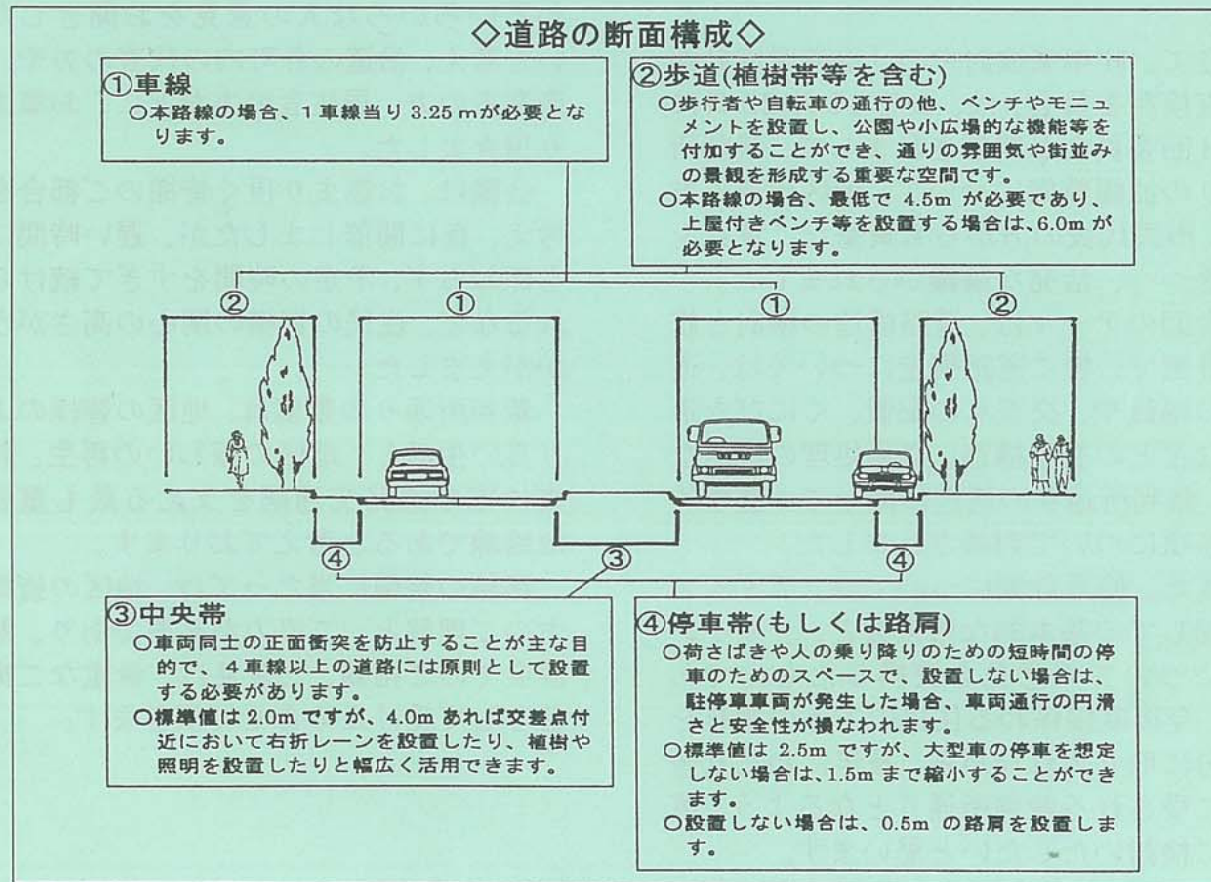 ◇道路の断面構成◇
①車線
○本路線の場合、1車線当り3.25mが必要とな
ります。
②歩道(植樹帯等を含む)
○歩行者や自転車の通行の他、ベンチやモニュ
メントを設置し、公園や小広場的な機能等を
付加することができ、通りの雰囲気や街並み
の景観を形成する重要な空間です。
○本路線の場合、最低で 4.5m が必要であり、
上屋付きベンチ等を設置する場合は、6.0m が
必要となります。
② ① ① ②
④ ③ ④
③中央帯
○車両同士の正面衝突を防止することが主な目
的で、4車線以上の道路には原則として設置
する必要があります。
○標準値は 2.0m ですが、4.0m あれば交差点付
近において右折レーンを設置したり、植樹や
照明を設置したりと幅広く活用できます。
④停車帯(もしくは路肩)
○荷さばきや人の乗り降りのための短時間の停
車のためのスペースで、設置しない場合は、
駐停車車両が発生した場合、車両通行の円滑
さと安全性が損なわれます。
○標準値は 2.5m ですが、大型車の停車を想定
しない場合は、1.5m まで縮小することができ
ます。
○設置しない場合は、0.5m の路肩を設置しま
す。